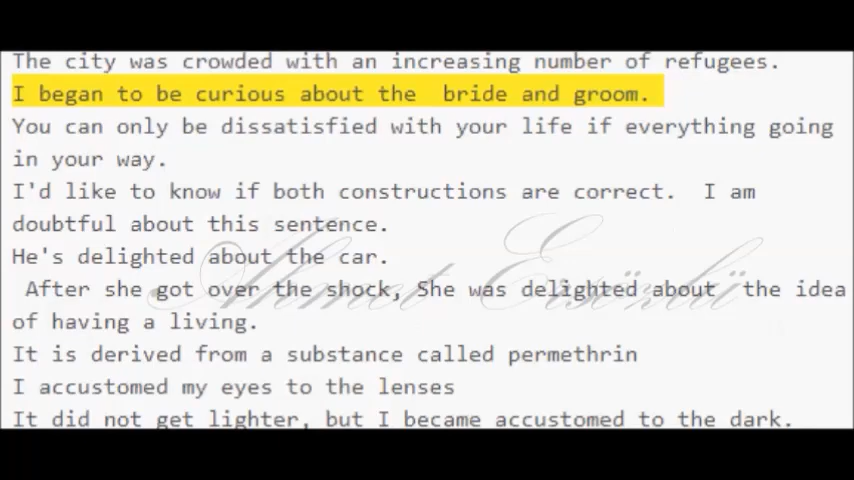 The city was crowded with an increasing number of refugees.
I began to be curious about the  bride and groom.
You can only be dissatisfied with your life if everything going
in your way.
I'd like to know if both constructions are correct.  I am
doubtful about this sentence.
He's delighted about the car.
 After she got over the shock, She was delighted about  the idea
of having a living.
It is derived from a substance called permethrin
I accustomed my eyes to the lenses
It did not get lighter, but I became accustomed to the dark.